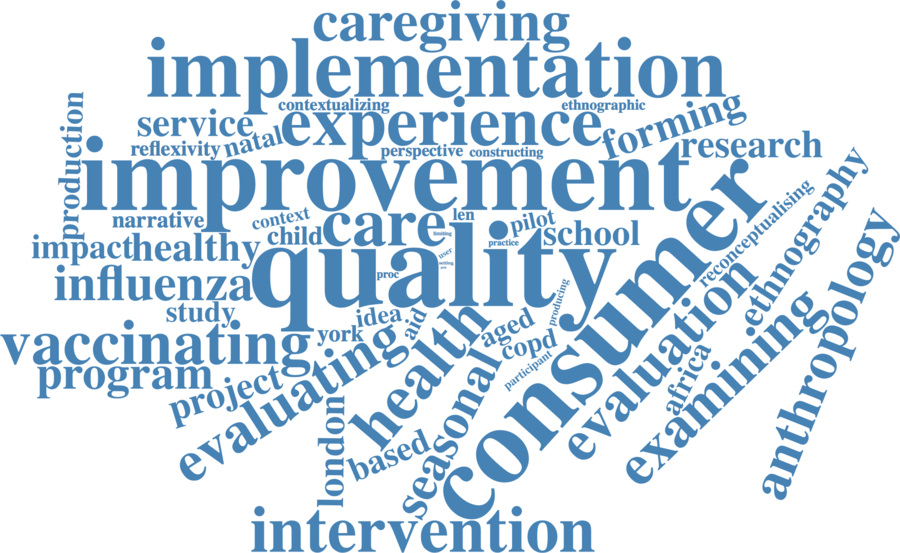 caregiving
implementation
contextualizing
ethnographic
service
experience
forming
production
reflexivity
natal
perspective
constructing
research
improvement
narrative
context
care
len
pilot
consumer
reconceptualising
ethnography
impact
healthy
child
practice
school
quality
user
proc
influenza
anthropology
study
idea
aid
producing
vaccinating
york
aged
copd
evaluation
program
project
evaluating
health
participant
africa
examining
london
based
seasonal
intervention